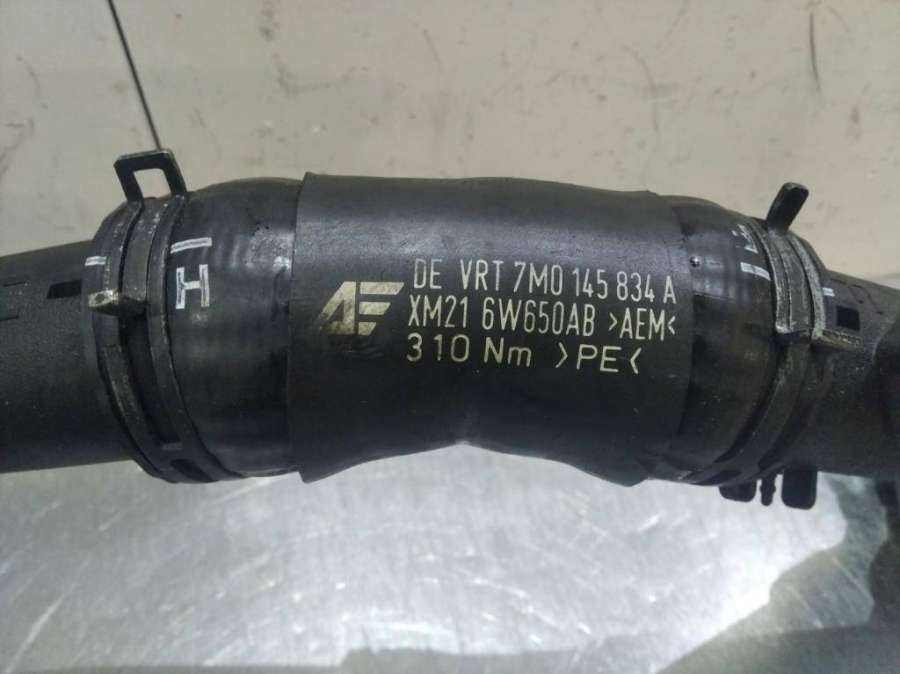 H
DE VRT 7M0 145 834 A
XM21 6W650AB >AEM<
310 Nm >PE<